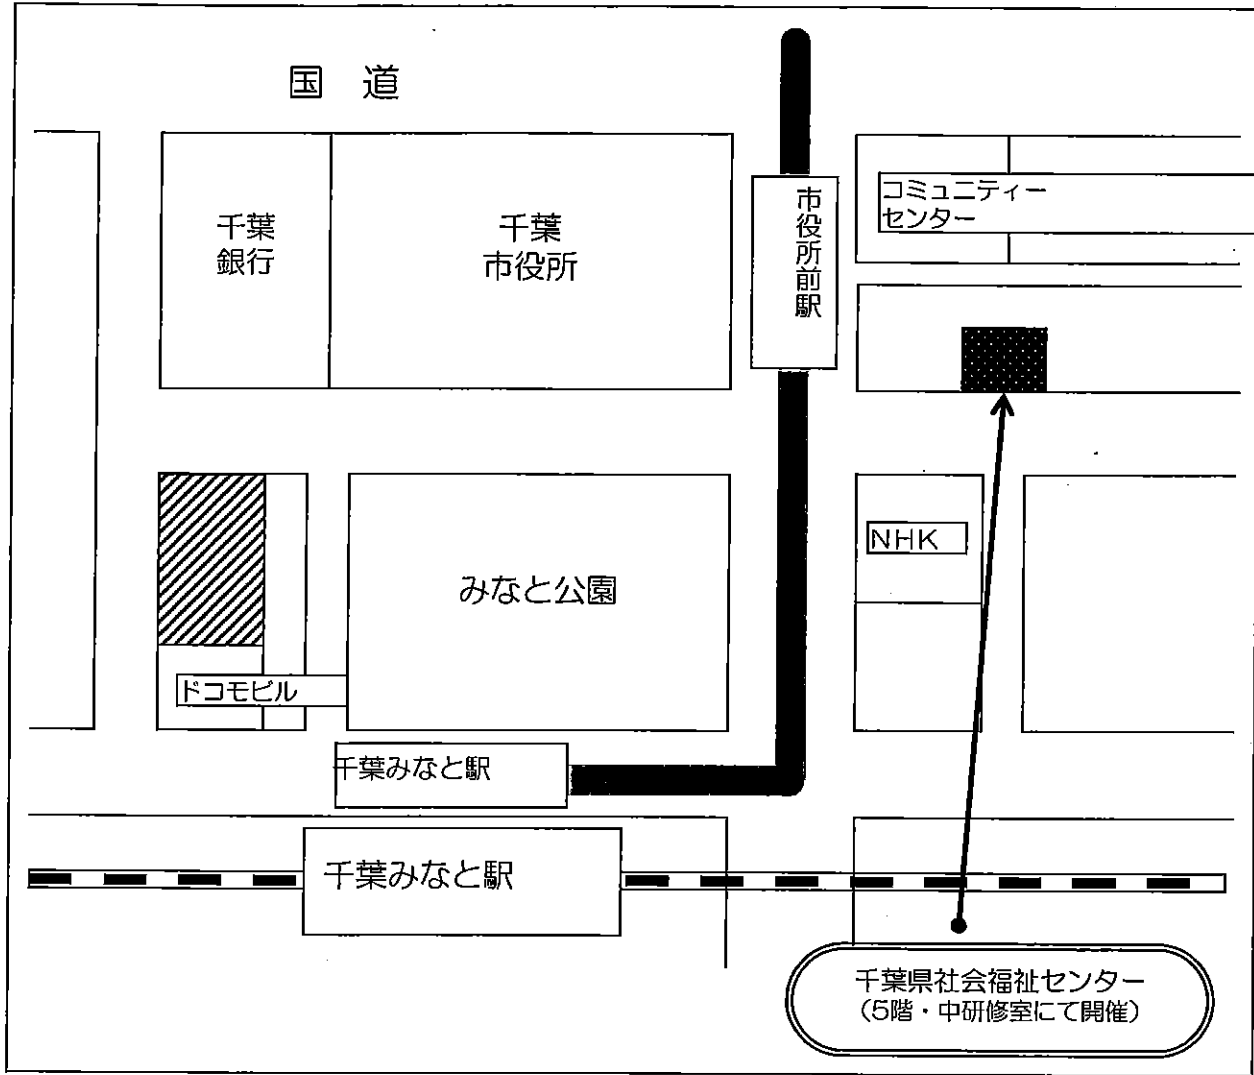 国 道
千葉
銀行
千葉
市役所
市役所前駅
コミュニティー
センター
みなと公園
NHK
ドコモビル
千葉みなと駅
千葉みなと駅
千葉県社会福祉センター
(5階・中研修室にて開催)